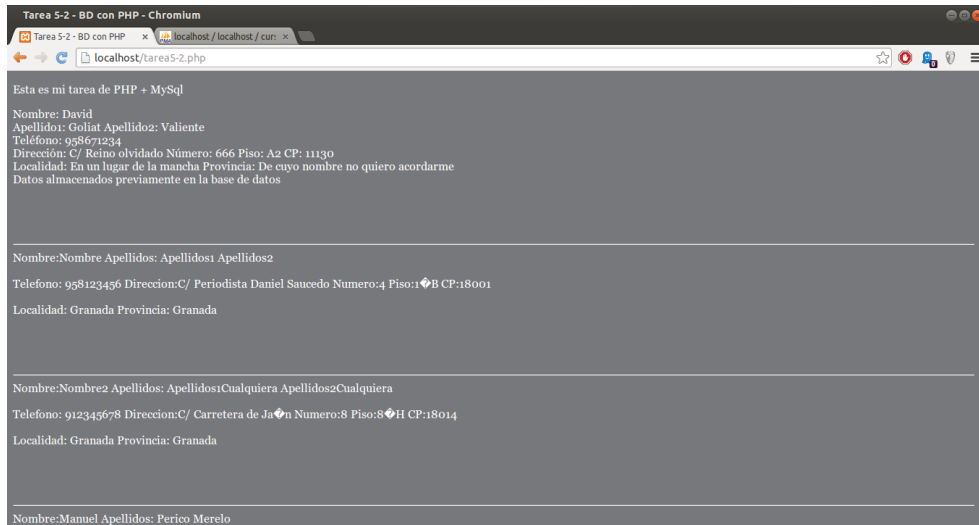 Tarea 5-2 - BD con PHP - Chromium
Tarea 5-2 - BD con PHP × localhost / localhost / cur: ×
localhost/tarea5-2.php
Esta es mi tarea de PHP + MySql
Nombre: David
Apellido1: Goliat Apellido2: Valiente
Teléfono: 958671234
Dirección: C/ Reino olvidado Número: 666 Piso: A2 CP: 11130
Localidad: En un lugar de la mancha Provincia: De cuyo nombre no quiero acordarme
Datos almacenados previamente en la base de datos
Nombre:Nombre Apellidos: Apellidos1 Apellidos2
Telefono: 958123456 Direccion:C/ Periodista Daniel Saucedo Numero:4 Piso:1�B CP:18001
Localidad: Granada Provincia: Granada
Nombre:Nombre2 Apellidos: Apellidos1Cualquiera Apellidos2Cualquiera
Telefono: 912345678 Direccion:C/ Carretera de Ja�n Numero:8 Piso:8�H CP:18014
Localidad: Granada Provincia: Granada
Nombre:Manuel Apellidos: Perico Merelo